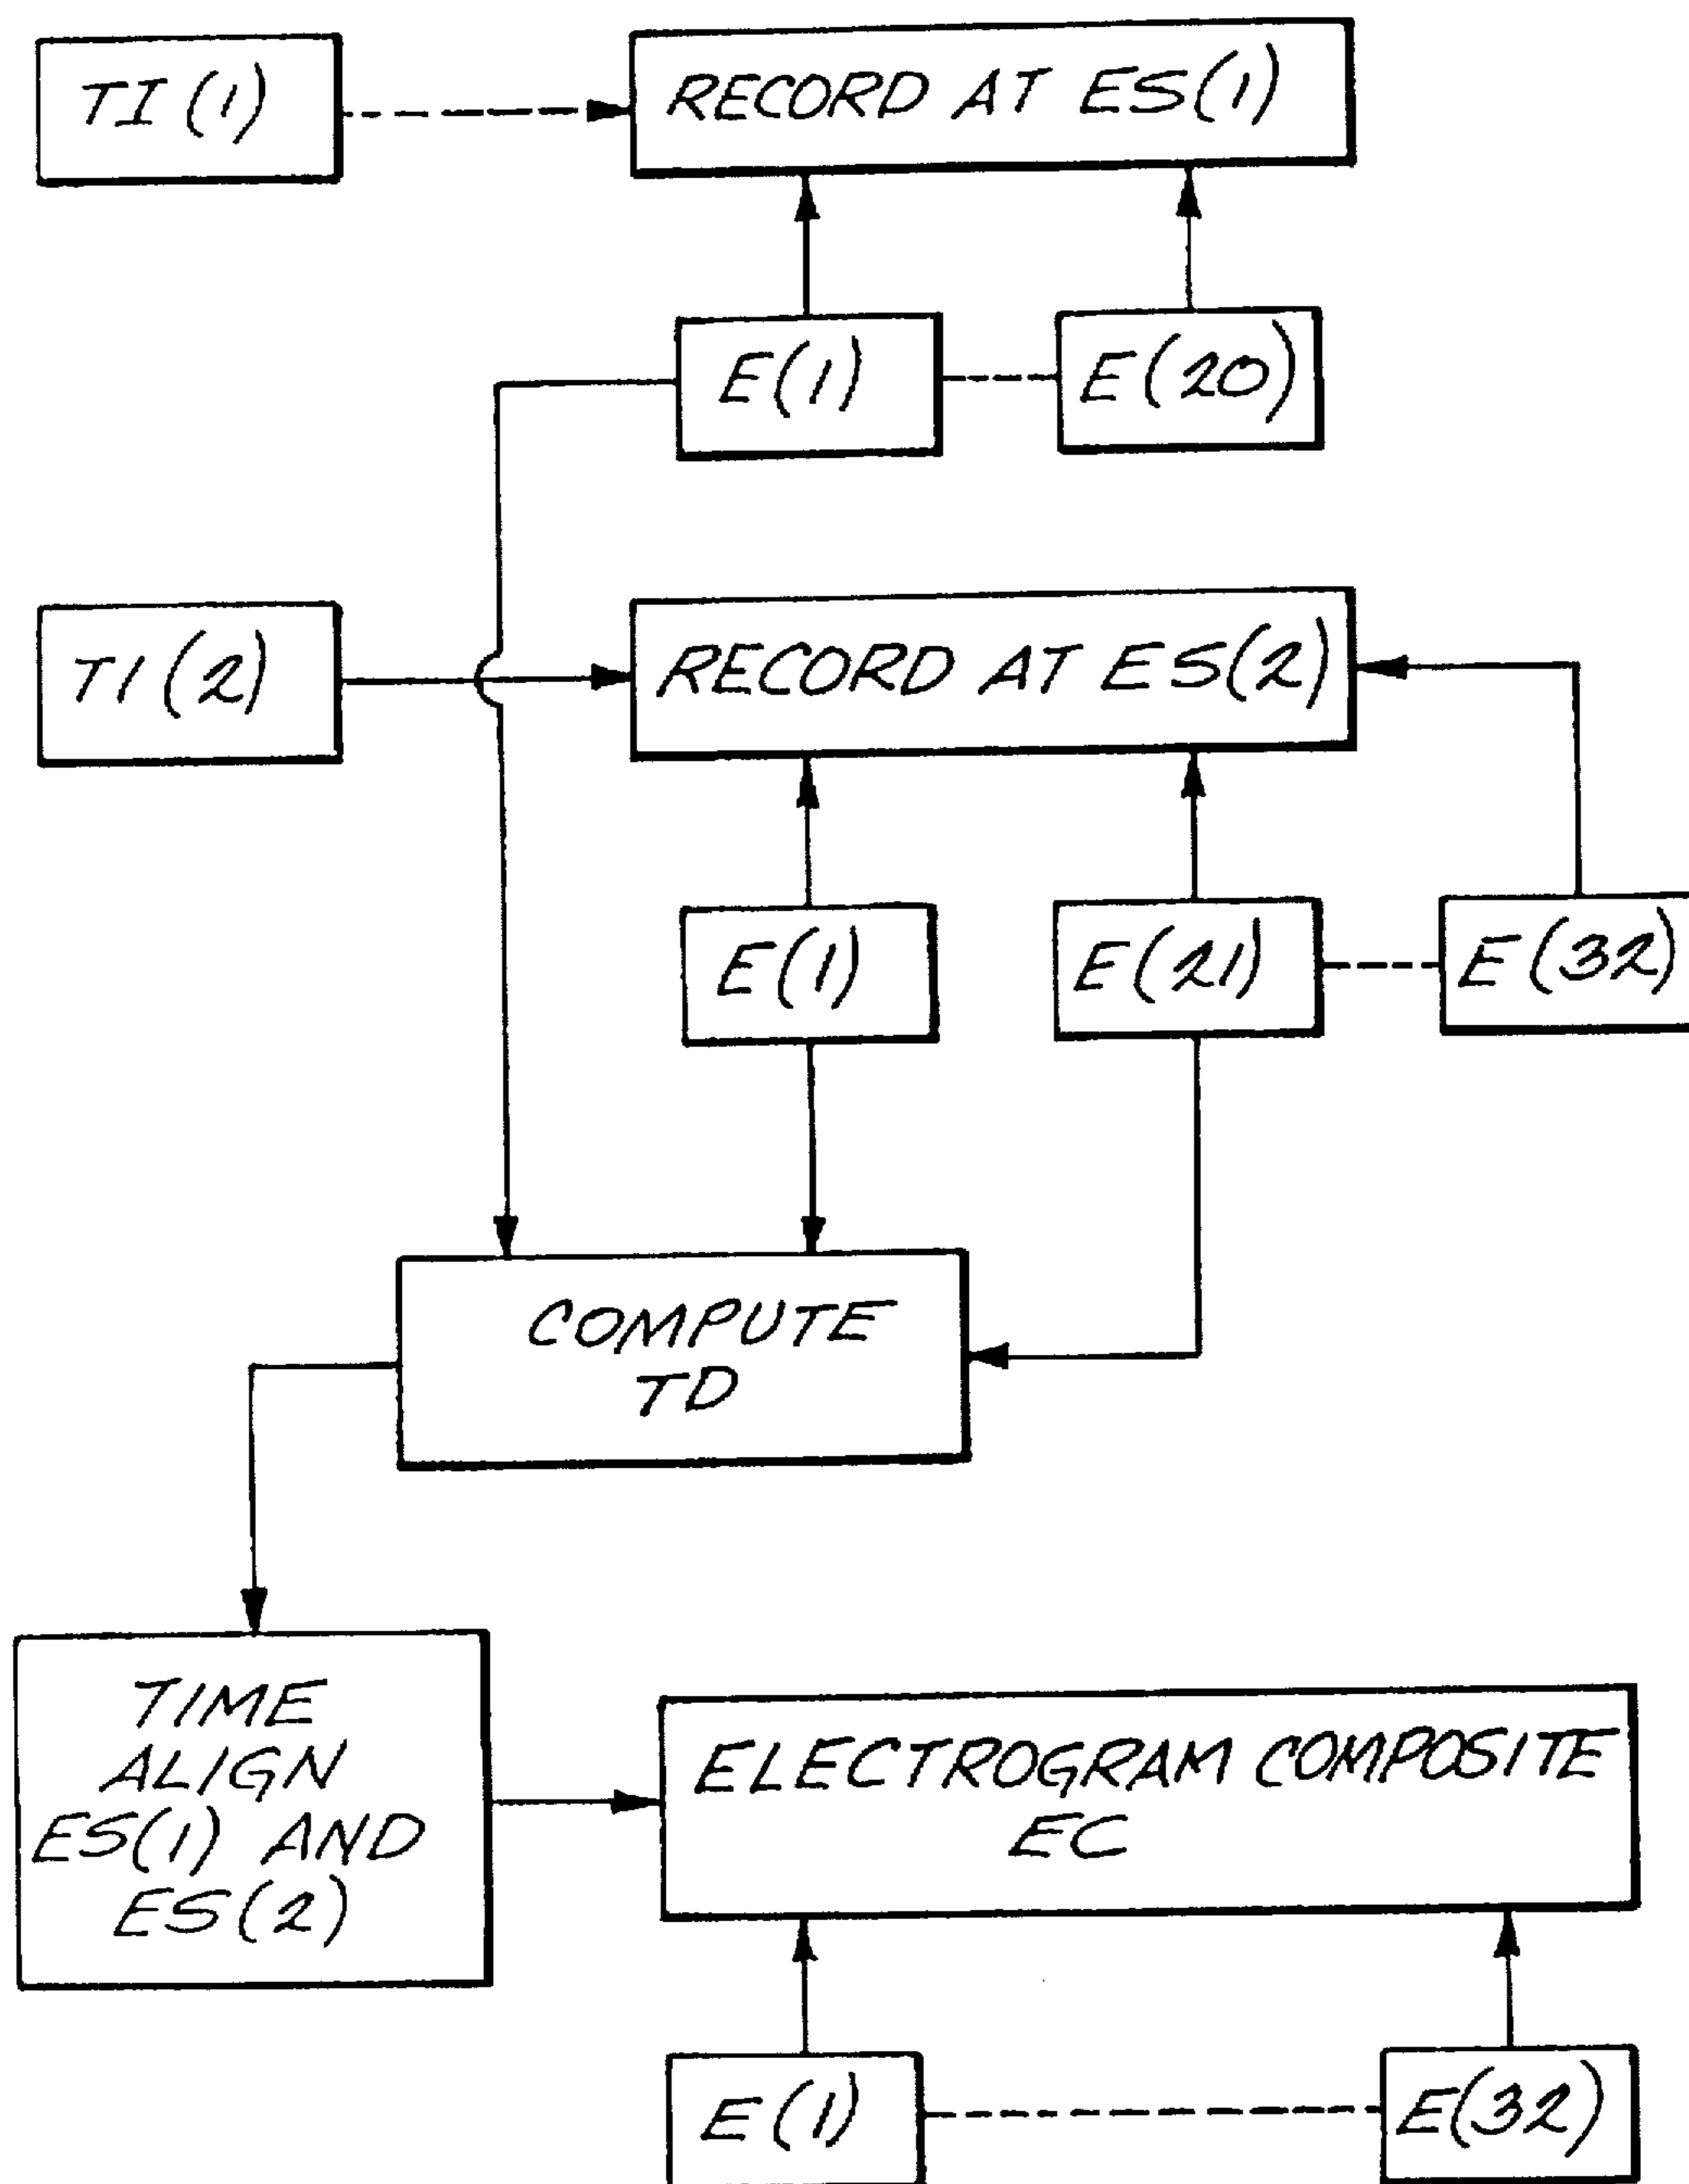 TI(1)
RECORD AT ES(1)
E(1)
E(20)
TI(2)
RECORD AT ES(2)
E(1)
E(21)
E(32)
COMPUTE
TD
TIME
ALIGN
ES(1) AND
ES(2)
ELECTROGRAM COMPOSITE
EC
E(1)
E(32)